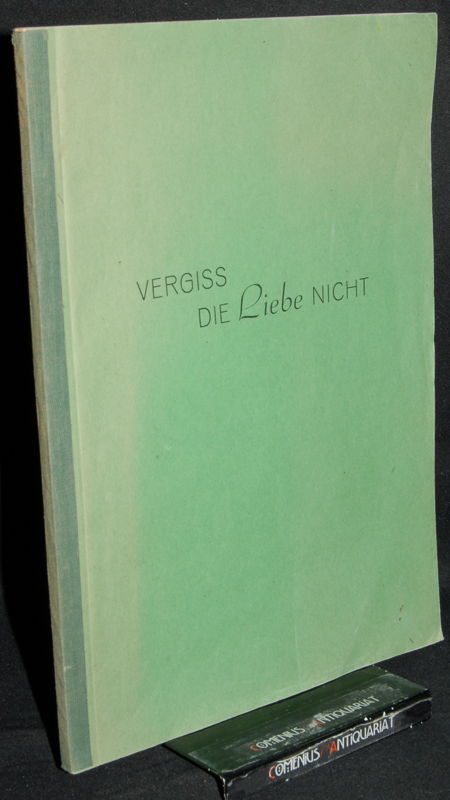 VERGISS
DIE Liebe NICHT
COMENIUS ANTIQUARIAT
COMENIUS ANTIQUARIAT